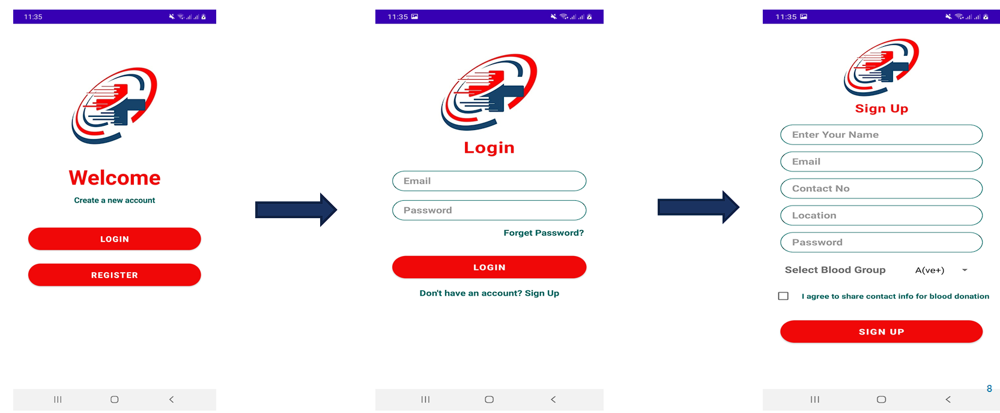 11:35
Welcome
Create a new account
LOGIN
REGISTER
11:35
Login
Email
Password
Forget Password?
LOGIN
Don't have an account? Sign Up
11:35
Sign Up
Enter Your Name
Email
Contact No
Location
Password
Select Blood Group A(ve+)
I agree to share contact info for blood donation
SIGN UP
8